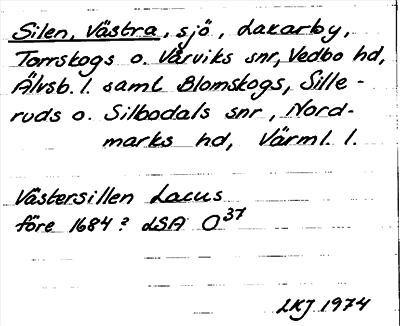 Silen, Västra, sjö, Laxarby,
Torrskogs o. Vårviks snr, Vedbo hd,
Älvsb. l. samt Blomskogs, Sille-
ruds o. Silbodals snr, Nord-
marks hd, Värml. l.
Västersillen Lacus
före 1684? LSA O37
LKJ 1974